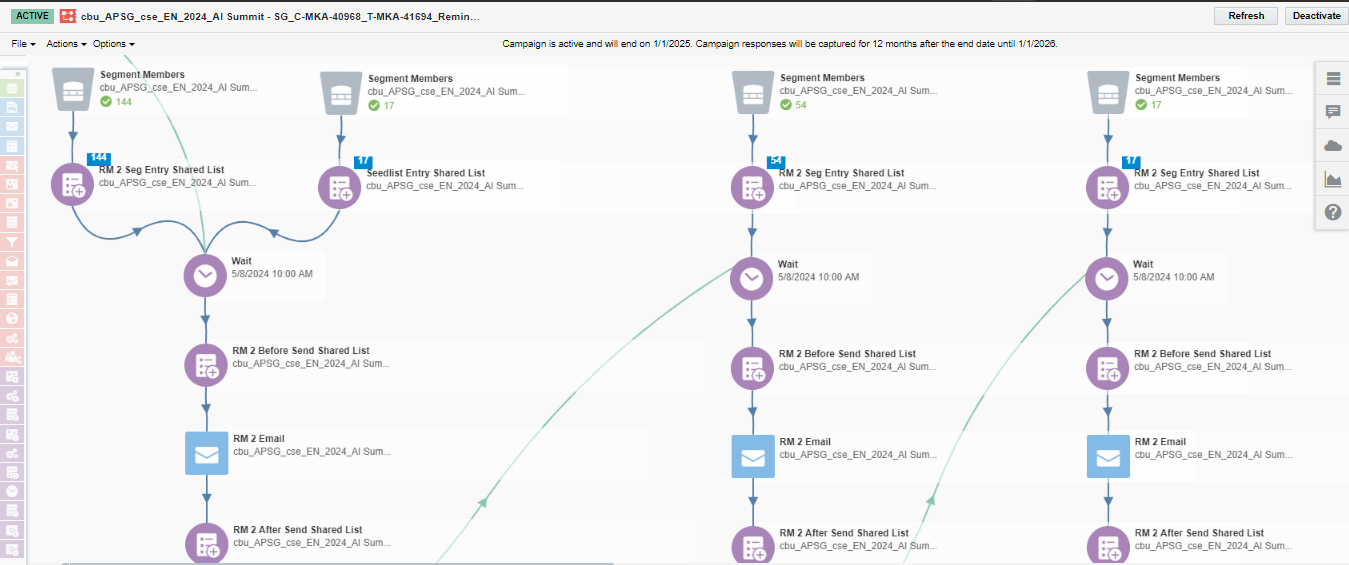 ACTIVE cbu_APSG_cse_EN_2024_AI Summit - SG_C-MKA-40968_T-MKA-41694_Remin... Refresh Deactivate
File Actions Options Campaign is active and will end on 1/1/2025. Campaign responses will be captured for 12 months after the end date until 1/1/2026.
Segment Members
cbu_APSG_cse_EN_2024_AI Sum...
144
Segment Members
cbu_APSG_cse_EN_2024_AI Sum...
17
Segment Members
cbu_APSG_cse_EN_2024_AI Sum...
54
Segment Members
cbu_APSG_cse_EN_2024_AI Sum...
17
144
RM 2 Seg Entry Shared List
cbu_APSG_cse_EN_2024_AI Sum...
17
Seedlist Entry Shared List
cbu_APSG_cse_EN_2024_AI Sum...
54
RM 2 Seg Entry Shared List
cbu_APSG_cse_EN_2024_AI Sum...
17
RM 2 Seg Entry Shared List
cbu_APSG_cse_EN_2024_AI Sum...
Wait
5/8/2024 10:00 AM
Wait
5/8/2024 10:00 AM
Wait
5/8/2024 10:00 AM
RM 2 Before Send Shared List
cbu_APSG_cse_EN_2024_AI Sum...
RM 2 Before Send Shared List
cbu_APSG_cse_EN_2024_AI Sum...
RM 2 Before Send Shared List
cbu_APSG_cse_EN_2024_AI Sum...
RM 2 Email
cbu_APSG_cse_EN_2024_AI Sum...
RM 2 Email
cbu_APSG_cse_EN_2024_AI Sum...
RM 2 Email
cbu_APSG_cse_EN_2024_AI Sum...
RM 2 After Send Shared List
cbu_APSG_cse_EN_2024_AI Sum...
RM 2 After Send Shared List
cbu_APSG_cse_EN_2024_AI Sum...
RM 2 After Send Shared List
cbu_APSG_cse_EN_2024_AI Sum...